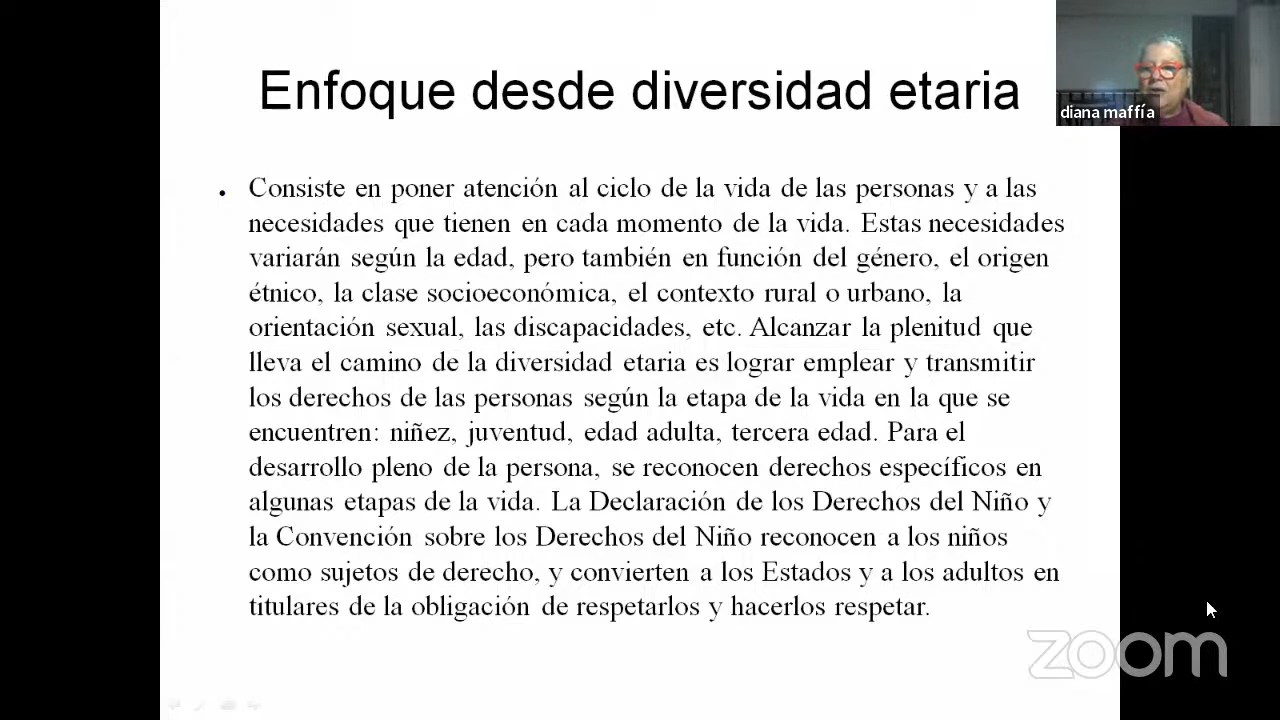 Enfoque desde diversidad etaria
diana maffía
• Consiste en poner atención al ciclo de la vida de las personas y a las
necesidades que tienen en cada momento de la vida. Estas necesidades
variarán según la edad, pero también en función del género, el origen
étnico, la clase socioeconómica, el contexto rural o urbano, la
orientación sexual, las discapacidades, etc. Alcanzar la plenitud que
lleva el camino de la diversidad etaria es lograr emplear y transmitir
los derechos de las personas según la etapa de la vida en la que se
encuentren: niñez, juventud, edad adulta, tercera edad. Para el
desarrollo pleno de la persona, se reconocen derechos específicos en
algunas etapas de la vida. La Declaración de los Derechos del Niño y
la Convención sobre los Derechos del Niño reconocen a los niños
como sujetos de derecho, y convierten a los Estados y a los adultos en
titulares de la obligación de respetarlos y hacerlos respetar.
zoom